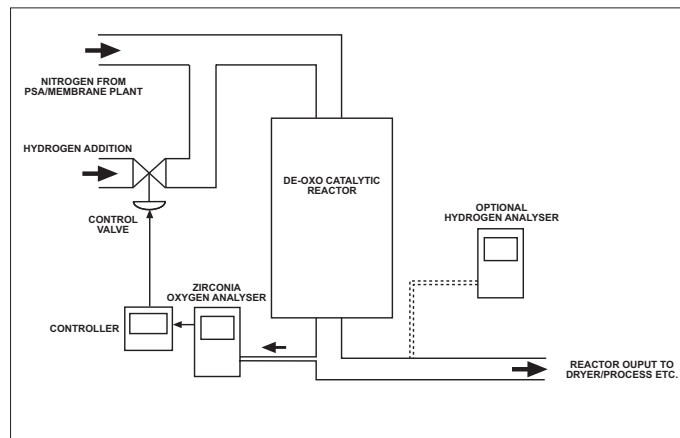 NITROGEN FROM
PSA/MEMBRANE PLANT
HYDROGEN ADDITION
DE-OXO CATALYTIC
REACTOR
OPTIONAL
HYDROGEN ANALYSER
CONTROL
VALVE
ZIRCONIA
OXYGEN ANALYSER
CONTROLLER
REACTOR OUPUT TO
DRYER/PROCESS ETC.